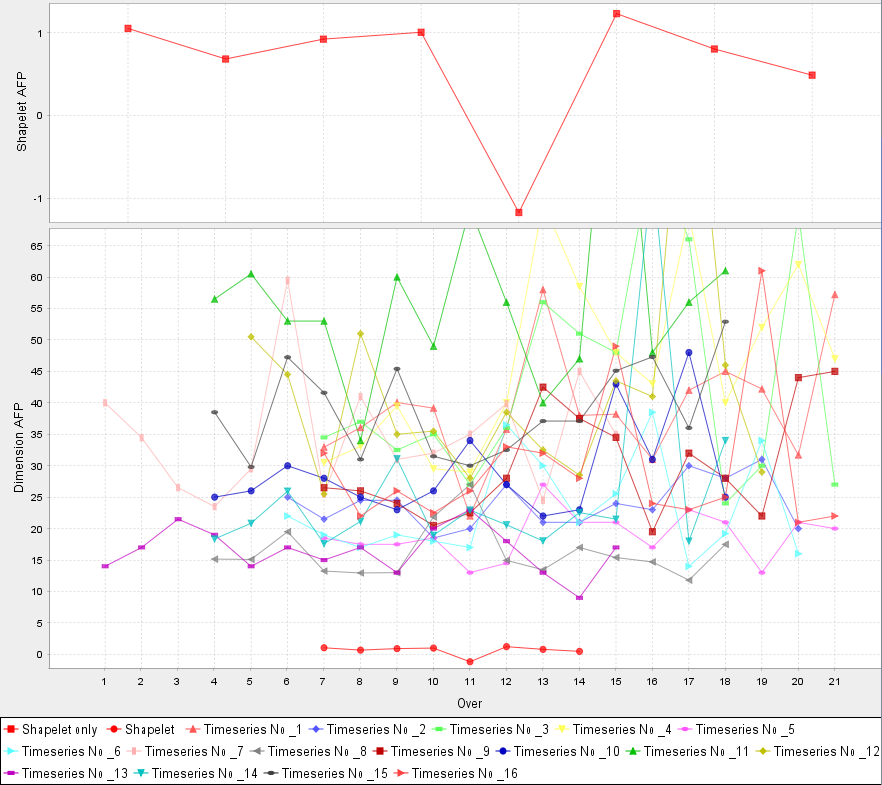 Shapelet AFP
1
0
-1
Dimension AFP
65
60
55
50
45
40
35
30
25
20
15
10
5
0
1 2 3 4 5 6 7 8 9 10 11 12 13 14 15 16 17 18 19 20 21
Over
Shapelet only Shapelet Timeseries No _1 Timeseries No _2 Timeseries No _3 Timeseries No _4 Timeseries No _5
Timeseries No _6 Timeseries No _7 Timeseries No _8 Timeseries No _9 Timeseries No _10 Timeseries No _11 Timeseries No _12
Timeseries No _13 Timeseries No _14 Timeseries No _15 Timeseries No _16